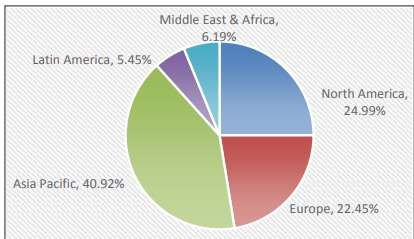 Middle East & Africa,
6.19%
Latin America, 5.45%
North America,
24.99%
Asia Pacific, 40.92%
Europe, 22.45%